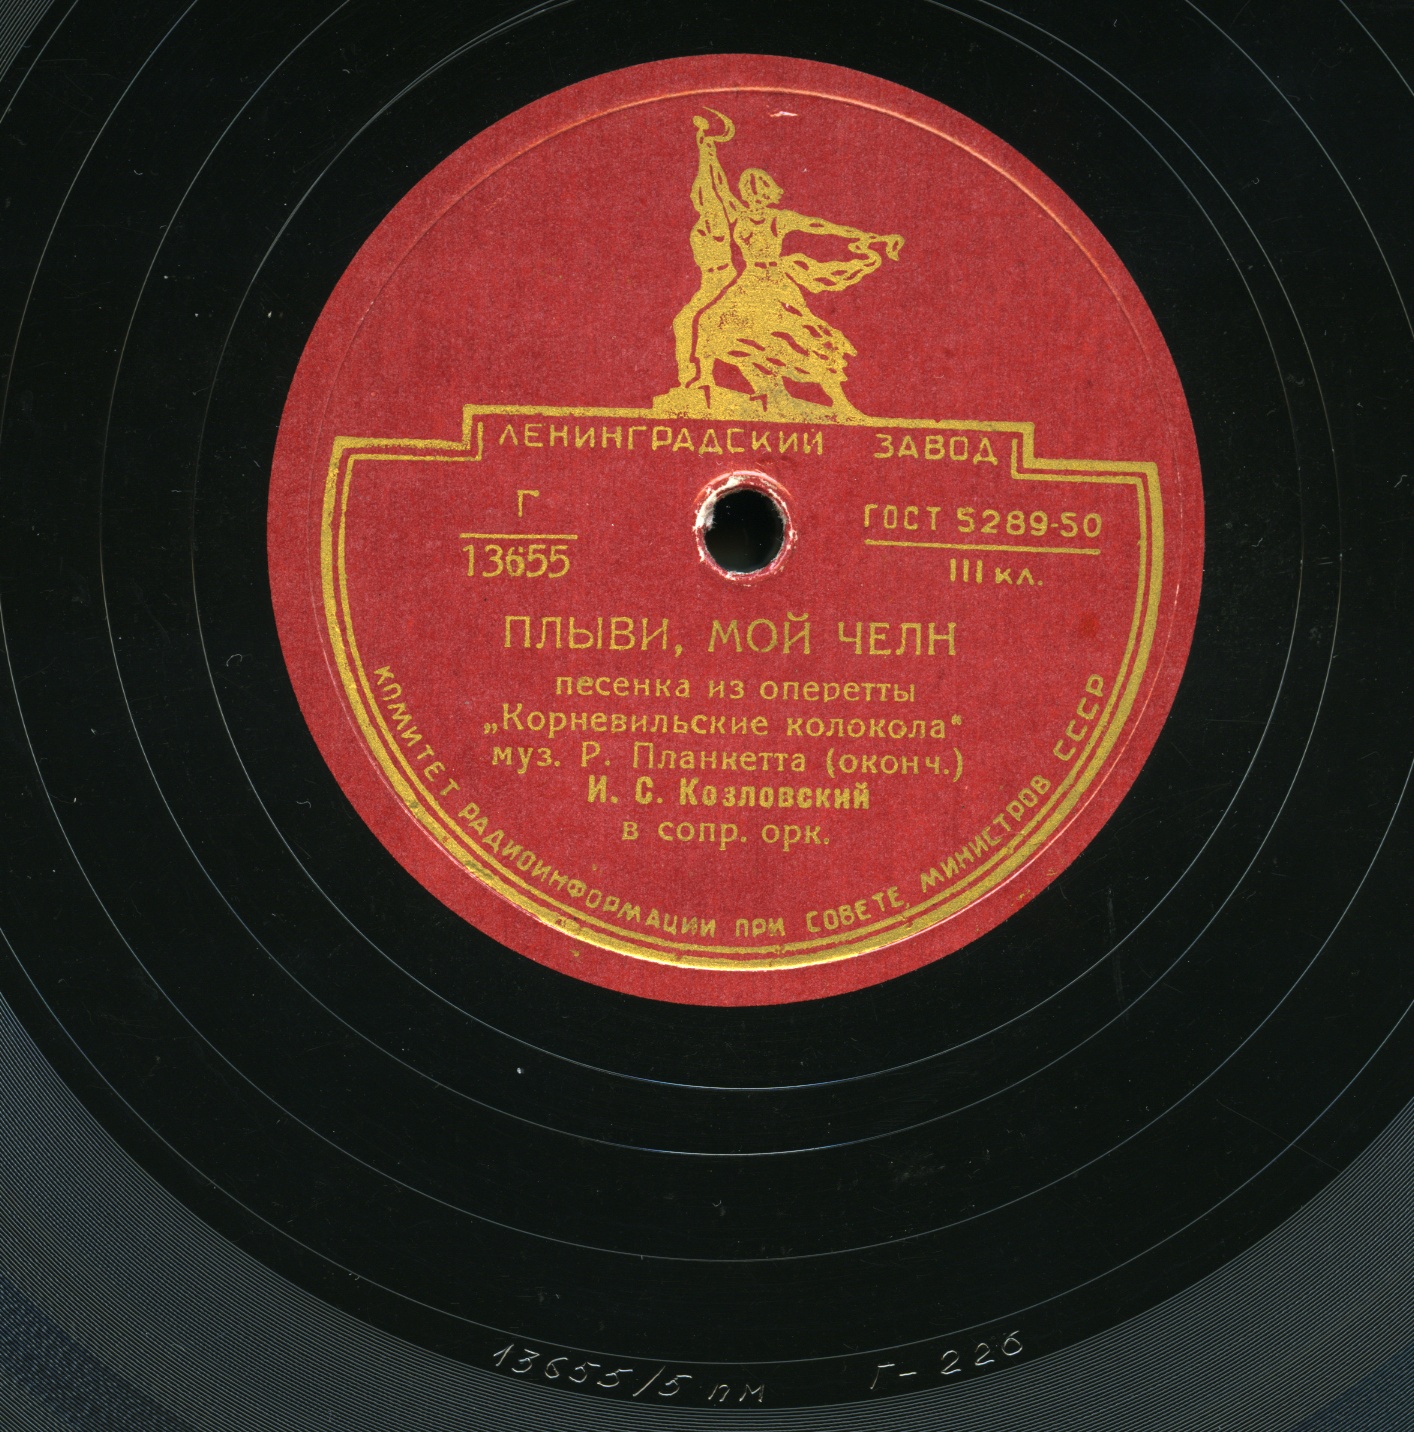 ЛЕНИНГРАДСКИЙ ЗАВОД
Г
13655
ГОСТ 5289-50
III кл.
ПЛЫВИ, МОЙ ЧЕЛН
песенка из оперетты
„Корневильские колокола“
муз. Р. Планкетта (оконч.)
И. С. Козловский
в сопр. орк.
КОМИТЕТ РАДИОИНФОРМАЦИИ ПРИ СОВЕТЕ МИНИСТРОВ СССР
13655/5 пм Г-226